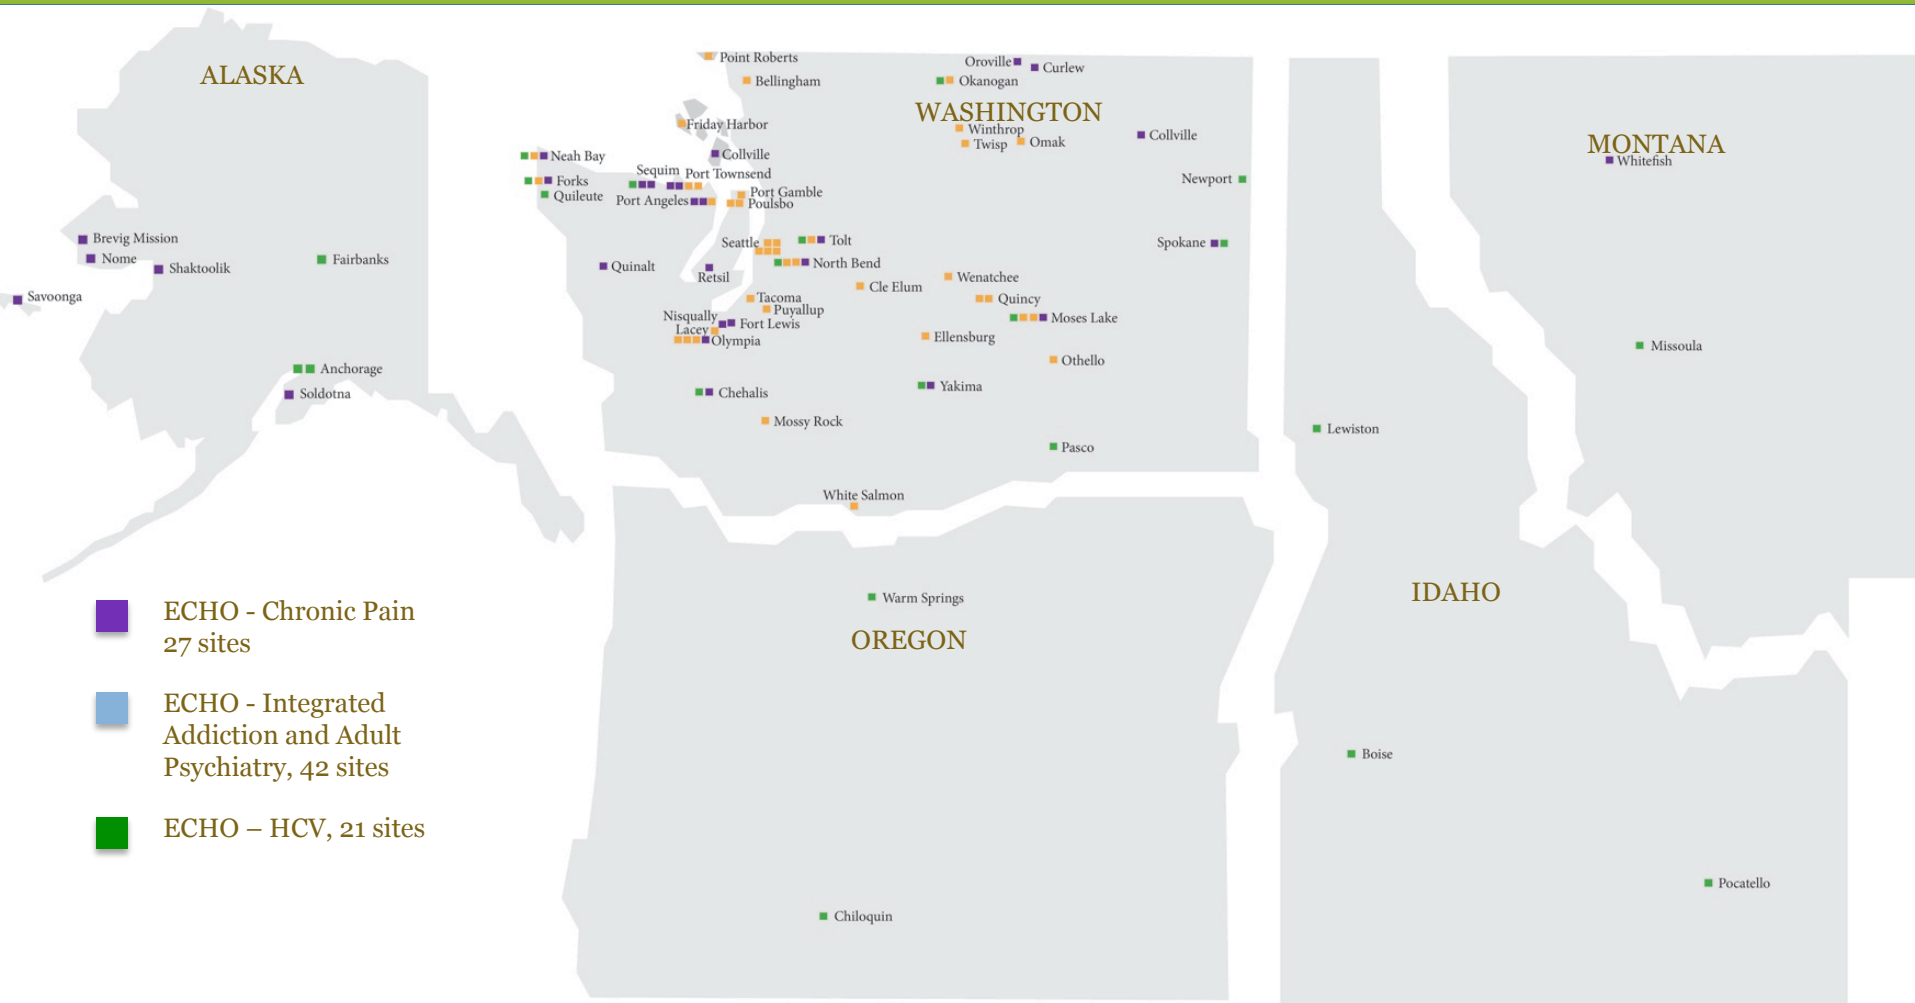 ALASKA
Brevig Mission
Nome
Shaktoolik
Savoonga
Fairbanks
Anchorage
Soldotna
WASHINGTON
Point Roberts
Bellingham
Oroville
Curlew
Okanogan
Friday Harbor
Winthrop
Twisp
Omak
Collville
Neah Bay
Collville
Sequim
Port Townsend
Forks
Quileute
Port Angeles
Port Gamble
Poulsbo
Newport
Seattle
Tolt
Spokane
Quinalt
Retsil
North Bend
Cle Elum
Wenatchee
Tacoma
Puyallup
Quincy
Nisqually
Fort Lewis
Lacey
Olympia
Moses Lake
Ellensburg
Othello
Chehalis
Yakima
Mossy Rock
Pasco
White Salmon
MONTANA
Whitefish
Missoula
IDAHO
Lewiston
Boise
Pocatello
OREGON
Warm Springs
Chiloquin
ECHO - Chronic Pain
27 sites
ECHO - Integrated
Addiction and Adult
Psychiatry, 42 sites
ECHO – HCV, 21 sites